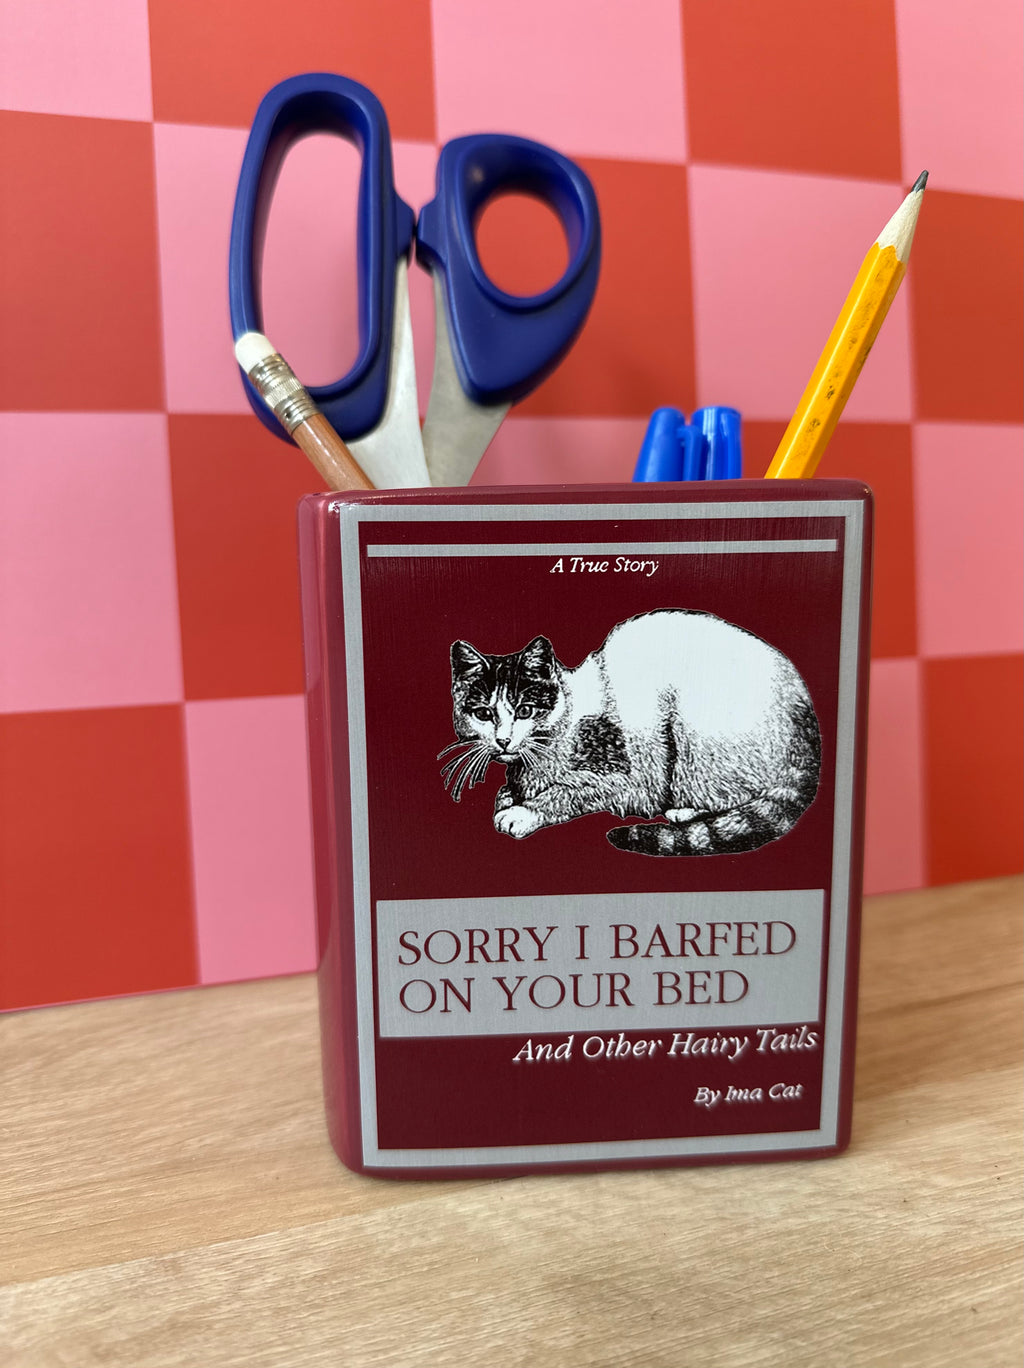 A True Story
SORRY I BARFED
ON YOUR BED
And Other Hairy Tails
By Ima Cat